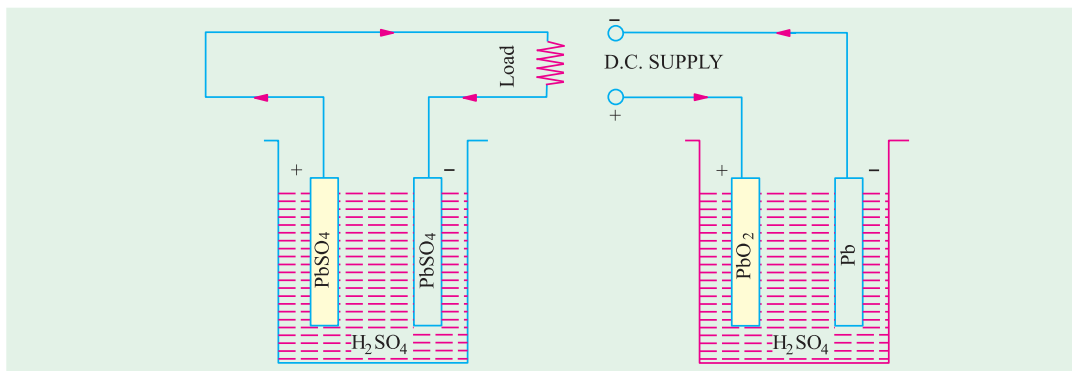 Load
+
−
PbSO4
PbSO4
H2SO4
−
D.C. SUPPLY
+
+
−
PbO2
Pb
H2SO4